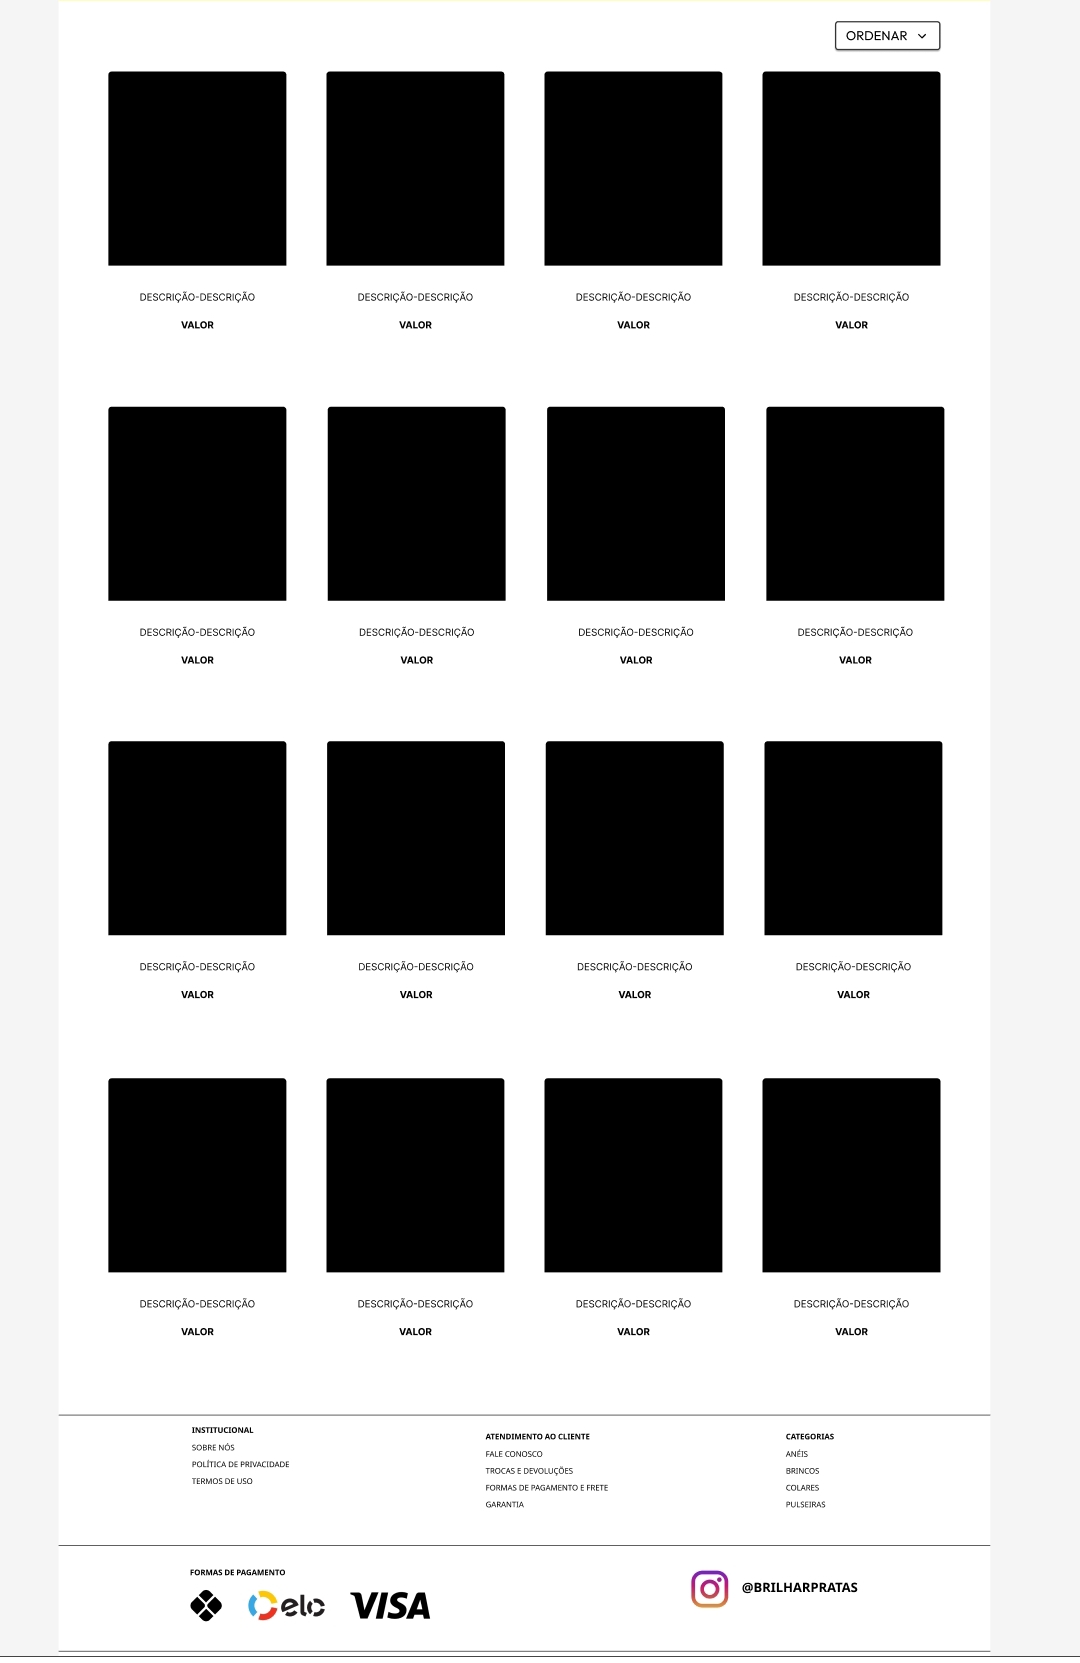 ORDENAR
DESCRIÇÃO-DESCRIÇÃO DESCRIÇÃO-DESCRIÇÃO DESCRIÇÃO-DESCRIÇÃO DESCRIÇÃO-DESCRIÇÃO
VALOR VALOR VALOR VALOR
DESCRIÇÃO-DESCRIÇÃO DESCRIÇÃO-DESCRIÇÃO DESCRIÇÃO-DESCRIÇÃO DESCRIÇÃO-DESCRIÇÃO
VALOR VALOR VALOR VALOR
DESCRIÇÃO-DESCRIÇÃO DESCRIÇÃO-DESCRIÇÃO DESCRIÇÃO-DESCRIÇÃO DESCRIÇÃO-DESCRIÇÃO
VALOR VALOR VALOR VALOR
DESCRIÇÃO-DESCRIÇÃO DESCRIÇÃO-DESCRIÇÃO DESCRIÇÃO-DESCRIÇÃO DESCRIÇÃO-DESCRIÇÃO
VALOR VALOR VALOR VALOR
INSTITUCIONAL
SOBRE NÓS
POLÍTICA DE PRIVACIDADE
TERMOS DE USO
ATENDIMENTO AO CLIENTE
FALE CONOSCO
TROCAS E DEVOLUÇÕES
FORMAS DE PAGAMENTO E FRETE
GARANTIA
CATEGORIAS
ANÉIS
BRINCOS
COLARES
PULSEIRAS
FORMAS DE PAGAMENTO
elo VISA
@BRILHARPRATAS